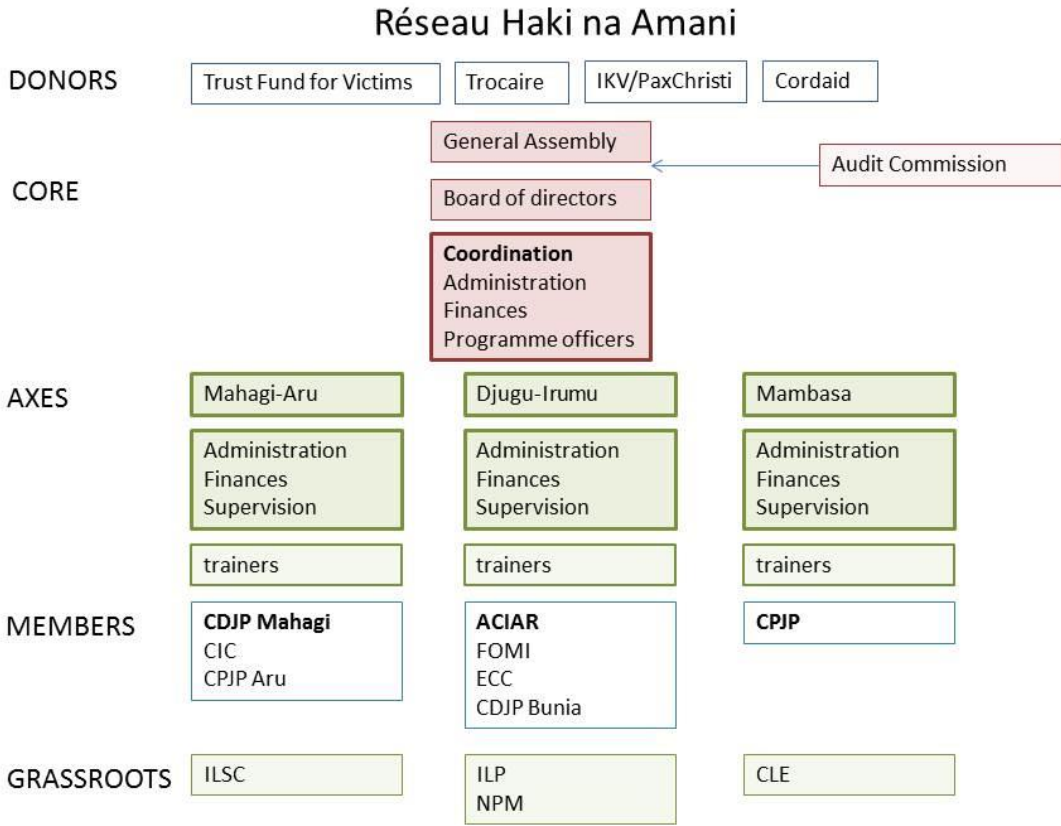 Réseau Haki na Amani
DONORS
Trust Fund for Victims
Trocaire
IKV/PaxChristi
Cordaid
General Assembly
Audit Commission
CORE
Board of directors
Coordination
Administration
Finances
Programme officers
AXES
Mahagi-Aru
Djugu-Irumu
Mambasa
Administration
Finances
Supervision
Administration
Finances
Supervision
Administration
Finances
Supervision
trainers
trainers
trainers
MEMBERS
CDJP Mahagi
CIC
CPJP Aru
ACIAR
FOMI
ECC
CDJP Bunia
CPJP
GRASSROOTS
ILSC
ILP
NPM
CLE